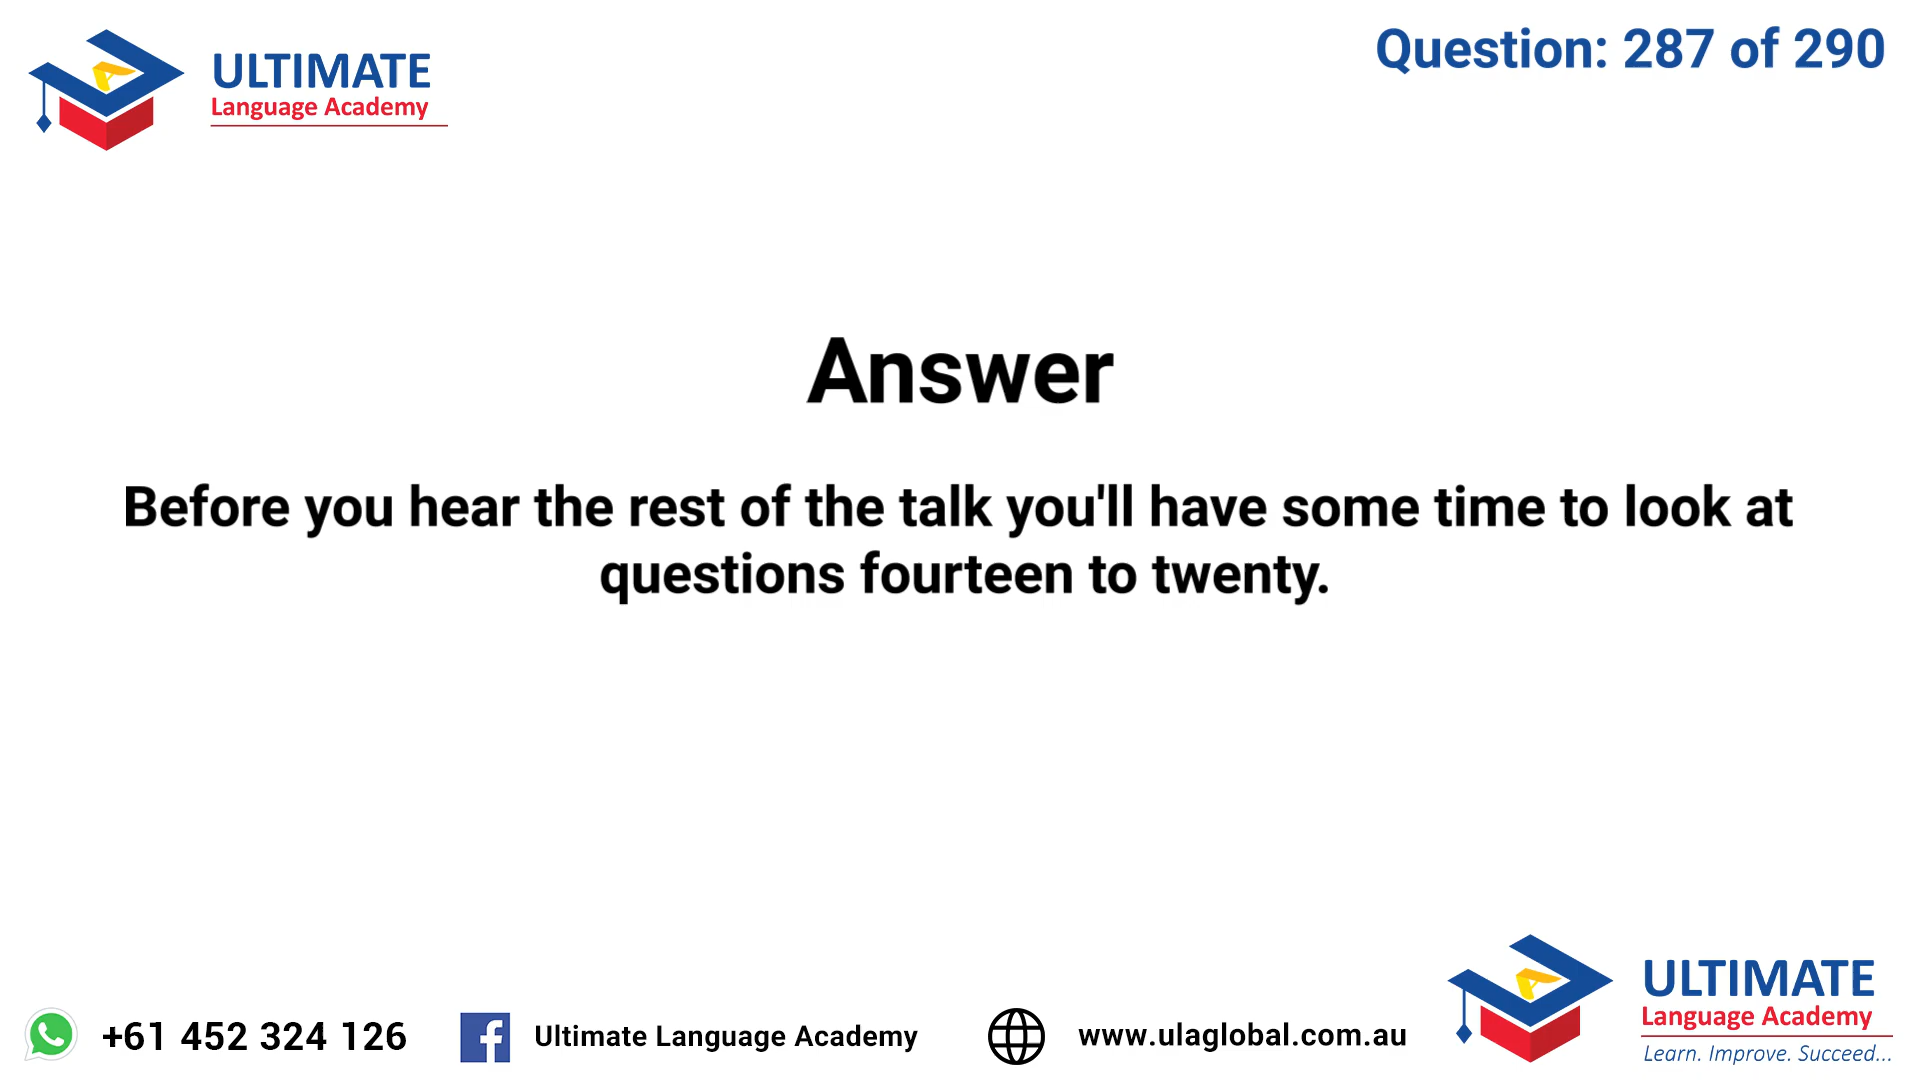 ULTIMATE
Language Academy
Question: 287 of 290
Answer
Before you hear the rest of the talk you'll have some time to look at
questions fourteen to twenty.
+61 452 324 126
Ultimate Language Academy
www.ulaglobal.com.au
ULTIMATE
Language Academy
Learn. Improve. Succeed...